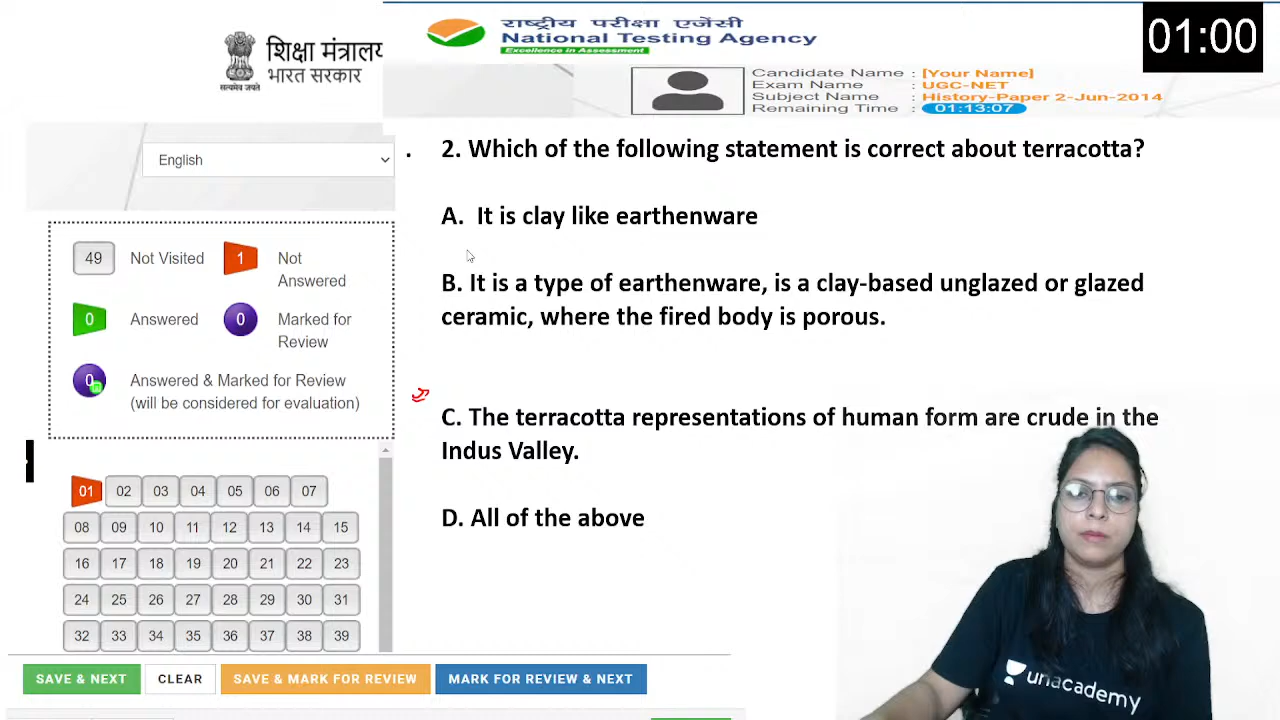 शिक्षा मंत्रालय
भारत सरकार
सत्यमेव जयते
राष्ट्रीय परीक्षा एजेंसी
National Testing Agency
Excellence in Assessment
01:00
Candidate Name : [Your Name]
Exam Name : UGC-NET
Subject Name : History-Paper 2-Jun-2014
Remaining Time : 01:13:07
English
49 Not Visited 1 Not Answered
0 Answered 0 Marked for Review
0 Answered & Marked for Review
(will be considered for evaluation)
. 2. Which of the following statement is correct about terracotta?
A. It is clay like earthenware
B. It is a type of earthenware, is a clay-based unglazed or glazed
ceramic, where the fired body is porous.
C. The terracotta representations of human form are crude in the
Indus Valley.
D. All of the above
01 02 03 04 05 06 07
08 09 10 11 12 13 14 15
16 17 18 19 20 21 22 23
24 25 26 27 28 29 30 31
32 33 34 35 36 37 38 39
SAVE & NEXT CLEAR SAVE & MARK FOR REVIEW MARK FOR REVIEW & NEXT
unacademy